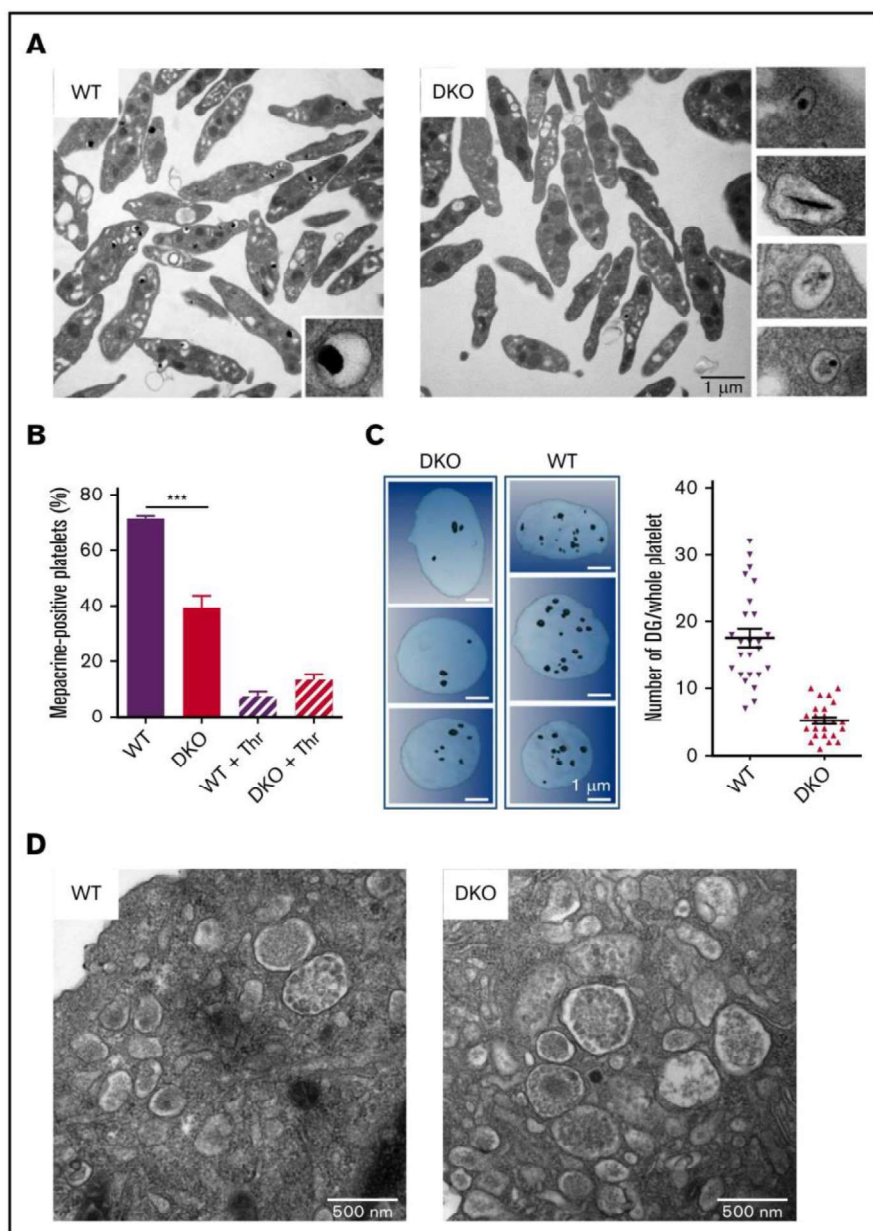 A
WT
DKO
1 μm
B
Mepacrine-positive platelets (%)
80
60
40
20
0
***
WT
DKO
WT + Thr
DKO + Thr
C
DKO
WT
1 μm
Number of DG/whole platelet
40
30
20
10
0
WT
DKO
D
WT
500 nm
DKO
500 nm